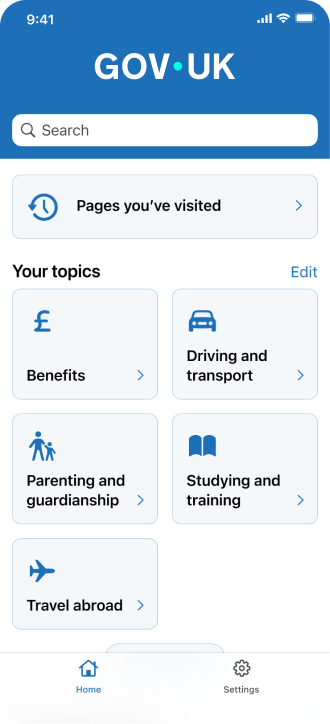 9:41
GOV·UK
Search
Pages you’ve visited
Your topics
Edit
£
Benefits
Driving and
transport
Parenting and
guardianship
Studying and
training
Travel abroad
Home
Settings